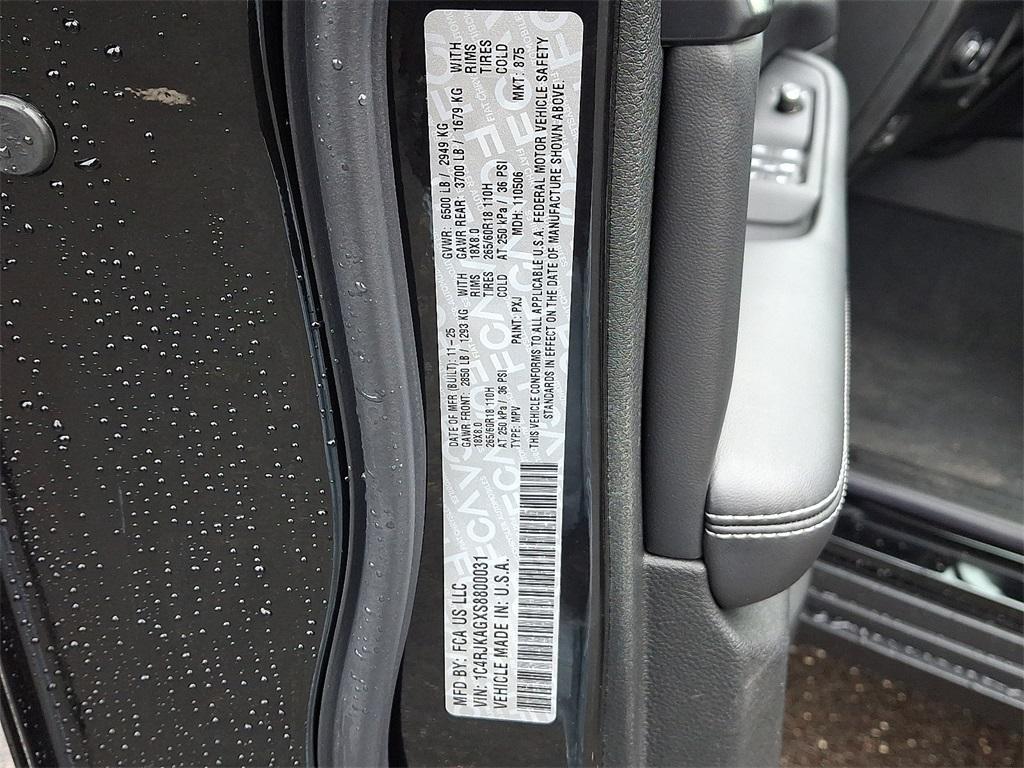 MFD BY: FCA US LLC
VIN: 1C4RJKAGXS8800031
VEHICLE MADE IN: U.S.A.
DATE OF MFR (BUILT): 11-25
GVWR: 6500 LB / 2949 KG
GAWR FRONT: 2850 LB / 1293 KG WITH
GAWR REAR: 3700 LB / 1679 KG WITH
18X8.0 RIMS
18X8.0 RIMS
265/60R18 110H TIRES
265/60R18 110H TIRES
AT 250 kPa / 36 PSI COLD
AT 250 kPa / 36 PSI COLD
TYPE: MPV PAINT: PXJ MDH: 110506 MKT: 875
THIS VEHICLE CONFORMS TO ALL APPLICABLE U.S.A. FEDERAL MOTOR VEHICLE SAFETY
STANDARDS IN EFFECT ON THE DATE OF MANUFACTURE SHOWN ABOVE.